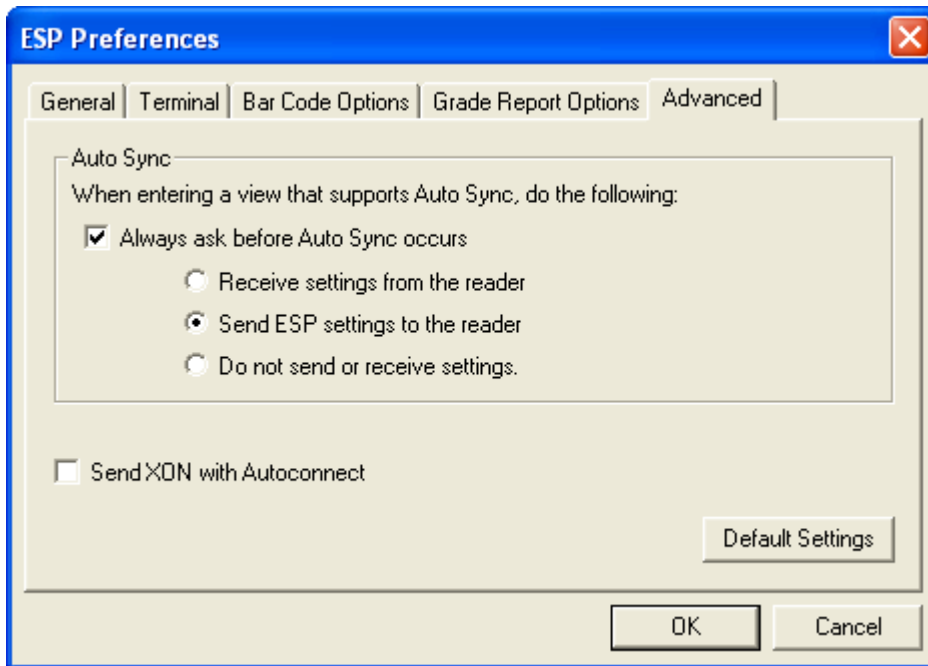 ESP Preferences
General Terminal Bar Code Options Grade Report Options Advanced
Auto Sync
When entering a view that supports Auto Sync, do the following:
Always ask before Auto Sync occurs
Receive settings from the reader
Send ESP settings to the reader
Do not send or receive settings.
Send XON with Autoconnect
Default Settings
OK Cancel